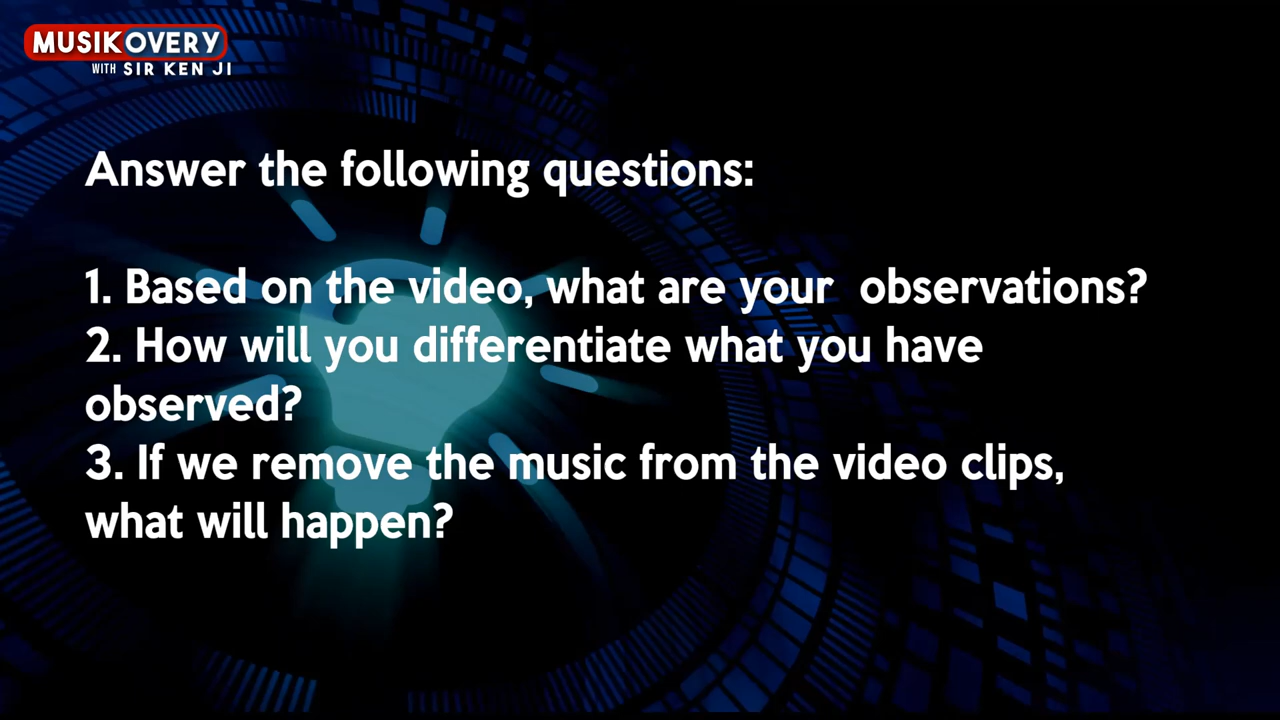 MUSIKOVERY
WITH SIR KEN JI
Answer the following questions:
1. Based on the video, what are your  observations?
2. How will you differentiate what you have
observed?
3. If we remove the music from the video clips,
what will happen?